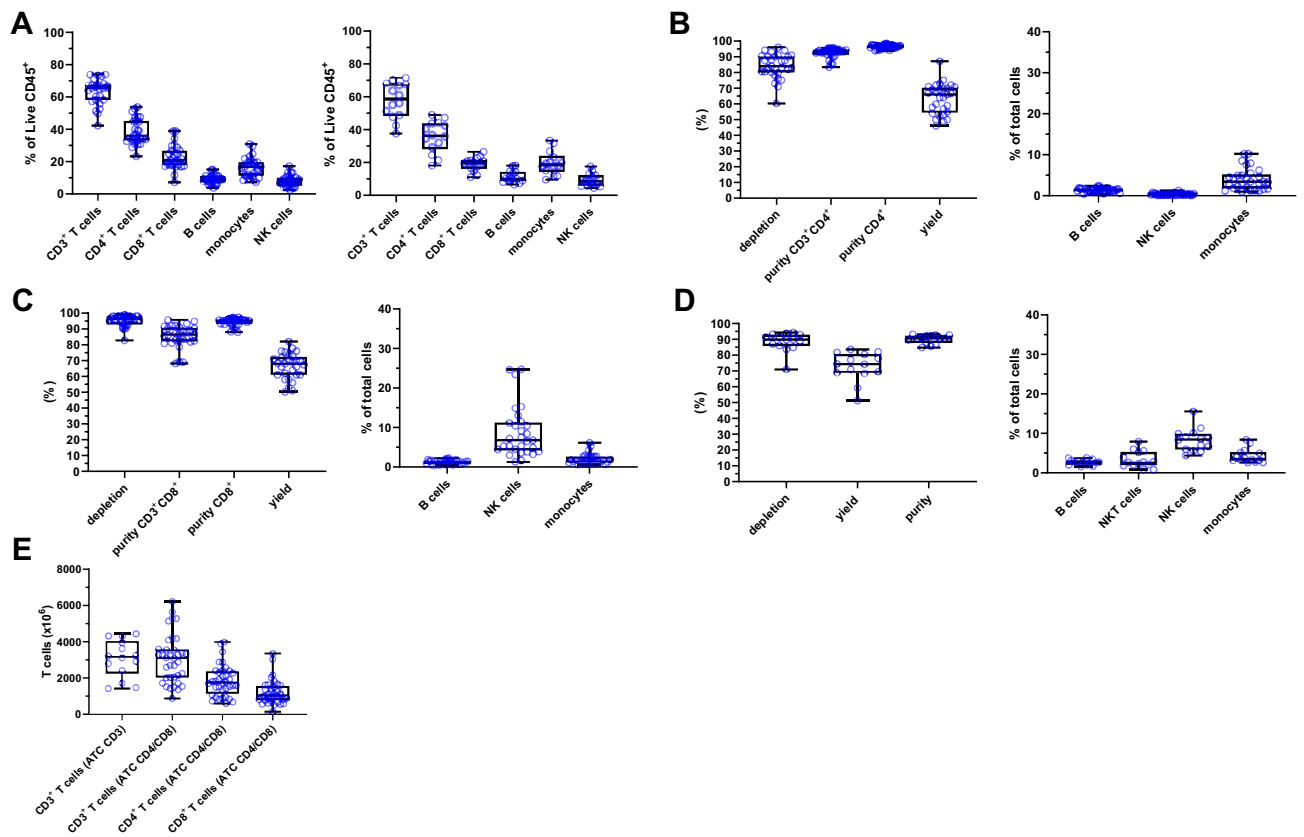 A
% of Live CD45⁺
100
80
60
40
20
0
CD3⁺ T cells
CD4⁺ T cells
CD8⁺ T cells
B cells
monocytes
NK cells
% of Live CD45⁺
100
80
60
40
20
0
CD3⁺ T cells
CD4⁺ T cells
CD8⁺ T cells
B cells
monocytes
NK cells
B
(%)
100
90
80
70
60
50
40
30
20
10
0
depletion
purity CD3⁺CD4⁺
purity CD4⁺
yield
% of total cells
40
30
20
10
0
B cells
NK cells
monocytes
C
(%)
100
90
80
70
60
50
40
30
20
10
0
depletion
purity CD3⁺CD8⁺
purity CD8⁺
yield
% of total cells
40
30
20
10
0
B cells
NK cells
monocytes
D
(%)
100
90
80
70
60
50
40
30
20
10
0
depletion
yield
purity
% of total cells
40
30
20
10
0
B cells
NKT cells
NK cells
monocytes
E
T cells (x10⁶)
8000
6000
4000
2000
0
CD3⁺ T cells (ATC CD3)
CD3⁺ T cells (ATC CD4/CD8)
CD4⁺ T cells (ATC CD4/CD8)
CD8⁺ T cells (ATC CD4/CD8)